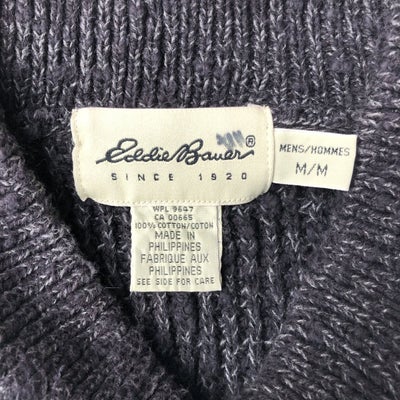 Eddie Bauer®
SINCE 1920
MENS/HOMMES
M/M
WPL 9647
CA 00665
100% COTTON/COTON
MADE IN
PHILIPPINES
FABRIQUE AUX
PHILIPPINES
SEE SIDE FOR CARE